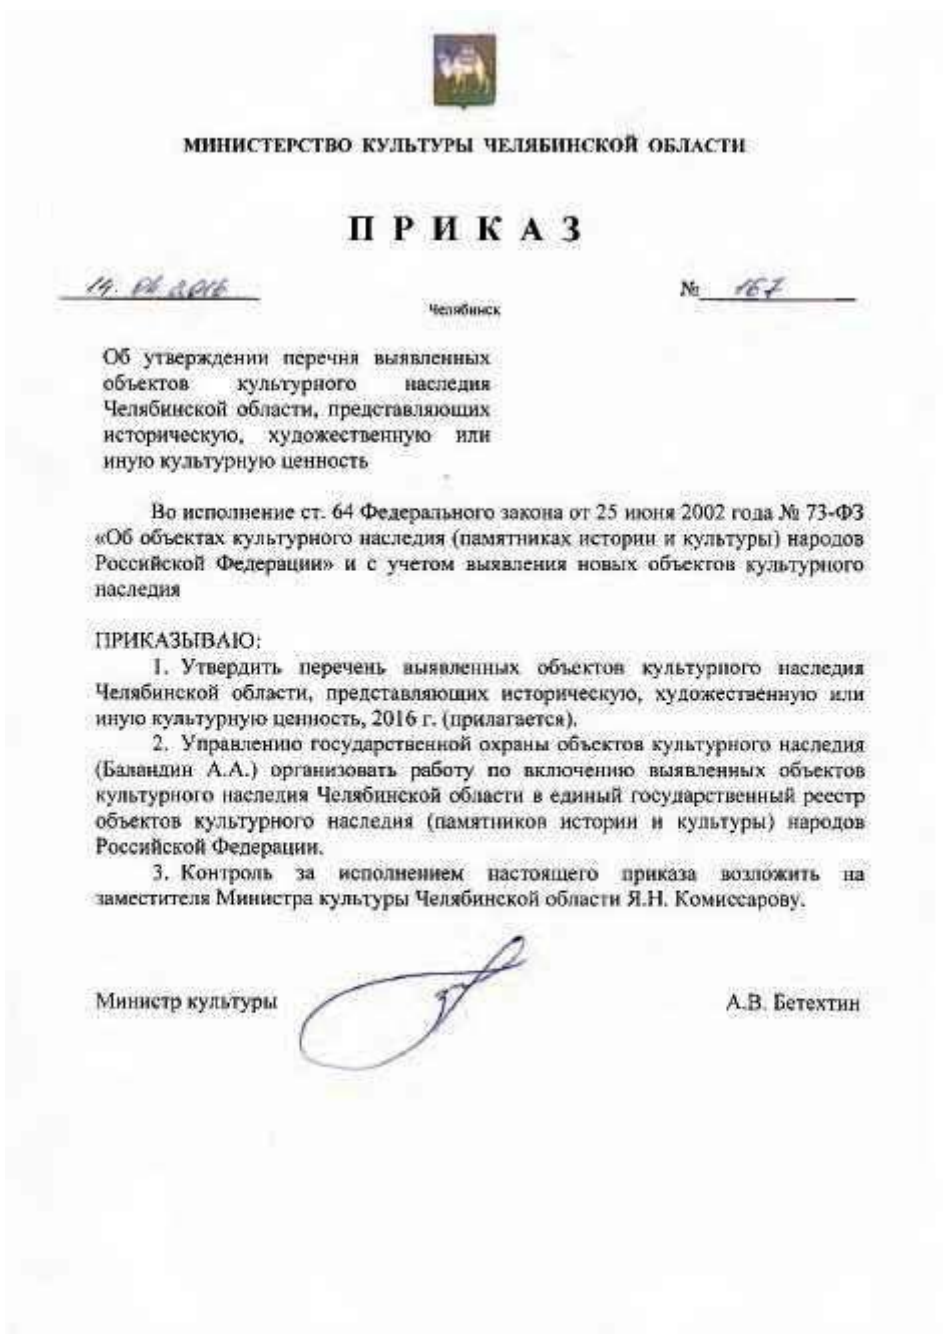 МИНИСТЕРСТВО КУЛЬТУРЫ ЧЕЛЯБИНСКОЙ ОБЛАСТИ
ПРИКАЗ
14. 06 2016
№ 167
Челябинск
Об утверждении перечня выявленных
объектов культурного наследия
Челябинской области, представляющих
историческую, художественную или
иную культурную ценность
Во исполнение ст. 64 Федерального закона от 25 июня 2002 года № 73-ФЗ
«Об объектах культурного наследия (памятниках истории и культуры) народов
Российской Федерации» и с учетом выявления новых объектов культурного
наследия
ПРИКАЗЫВАЮ:
1. Утвердить перечень выявленных объектов культурного наследия
Челябинской области, представляющих историческую, художественную или
иную культурную ценность, 2016 г. (прилагается).
2. Управлению государственной охраны объектов культурного наследия
(Баландин А.А.) организовать работу по включению выявленных объектов
культурного наследия Челябинской области в единый государственный реестр
объектов культурного наследия (памятников истории и культуры) народов
Российской Федерации.
3. Контроль за исполнением настоящего приказа возложить на
заместителя Министра культуры Челябинской области Я.Н. Комиссарову.
Министр культуры
А.В. Бетехтин